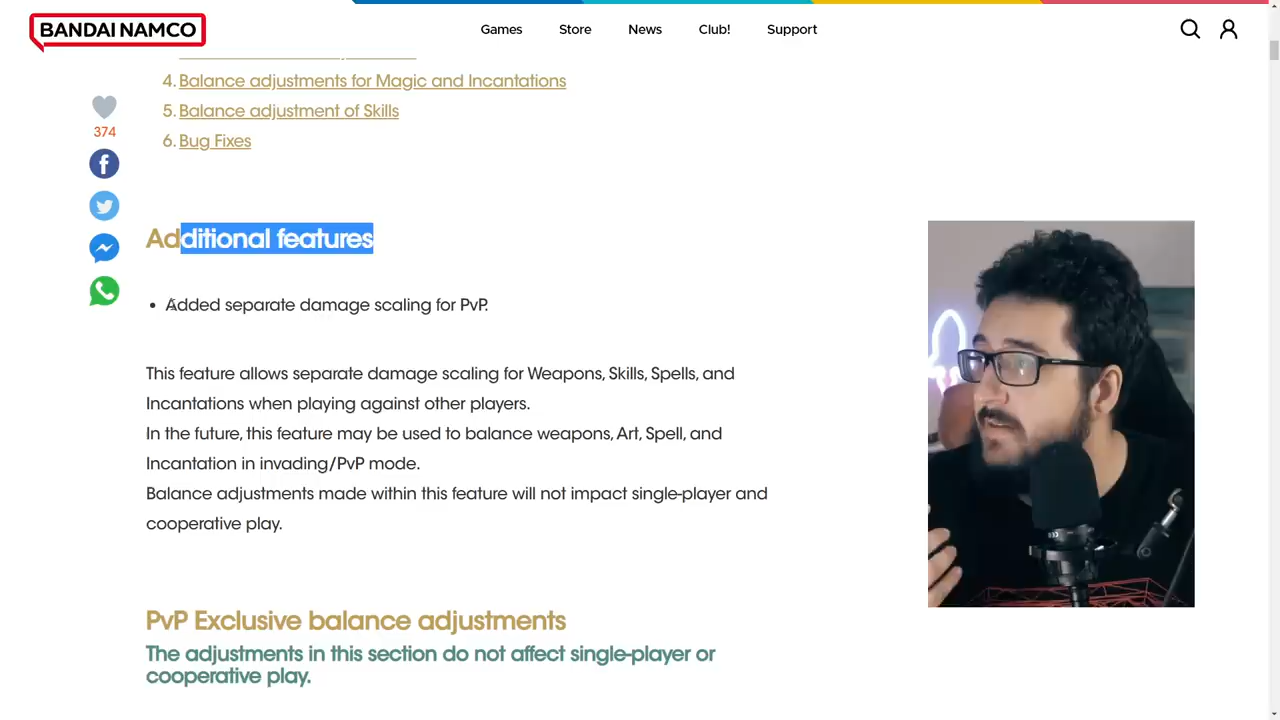 BANDAI NAMCO
Games Store News Club! Support
4. Balance adjustments for Magic and Incantations
5. Balance adjustment of Skills
6. Bug Fixes
374
Additional features
• Added separate damage scaling for PvP.
This feature allows separate damage scaling for Weapons, Skills, Spells, and
Incantations when playing against other players.
In the future, this feature may be used to balance weapons, Art, Spell, and
Incantation in invading/PvP mode.
Balance adjustments made within this feature will not impact single-player and
cooperative play.
PvP Exclusive balance adjustments
The adjustments in this section do not affect single-player or
cooperative play.